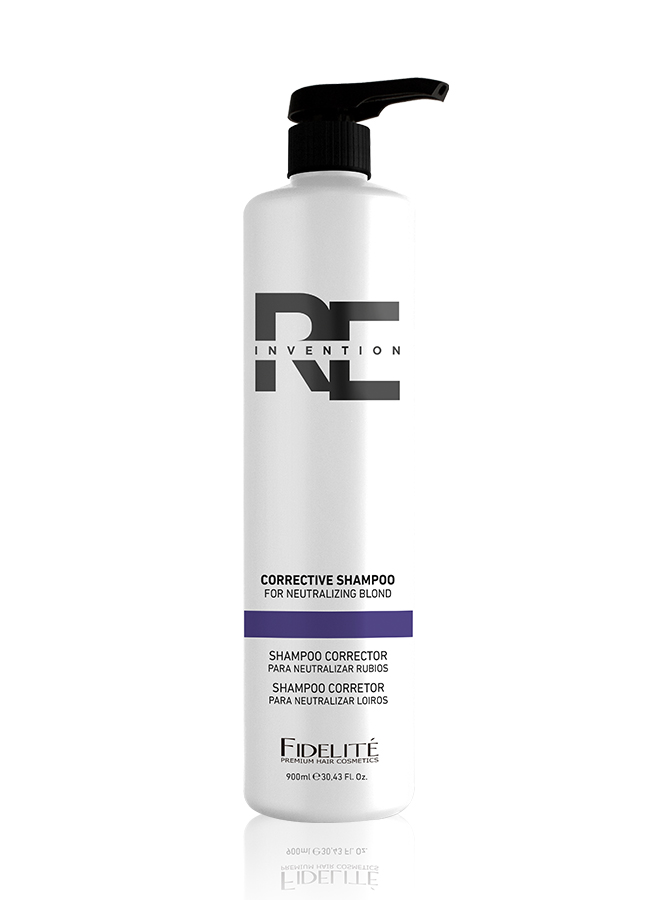 RE
INVENTION
CORRECTIVE SHAMPOO
FOR NEUTRALIZING BLOND
SHAMPOO CORRECTOR
PARA NEUTRALIZAR RUBIOS
SHAMPOO CORRETOR
PARA NEUTRALIZAR LOIROS
FIDELITÉ
PREMIUM HAIR COSMETICS
900ml ℮ 30,43 FL Oz.